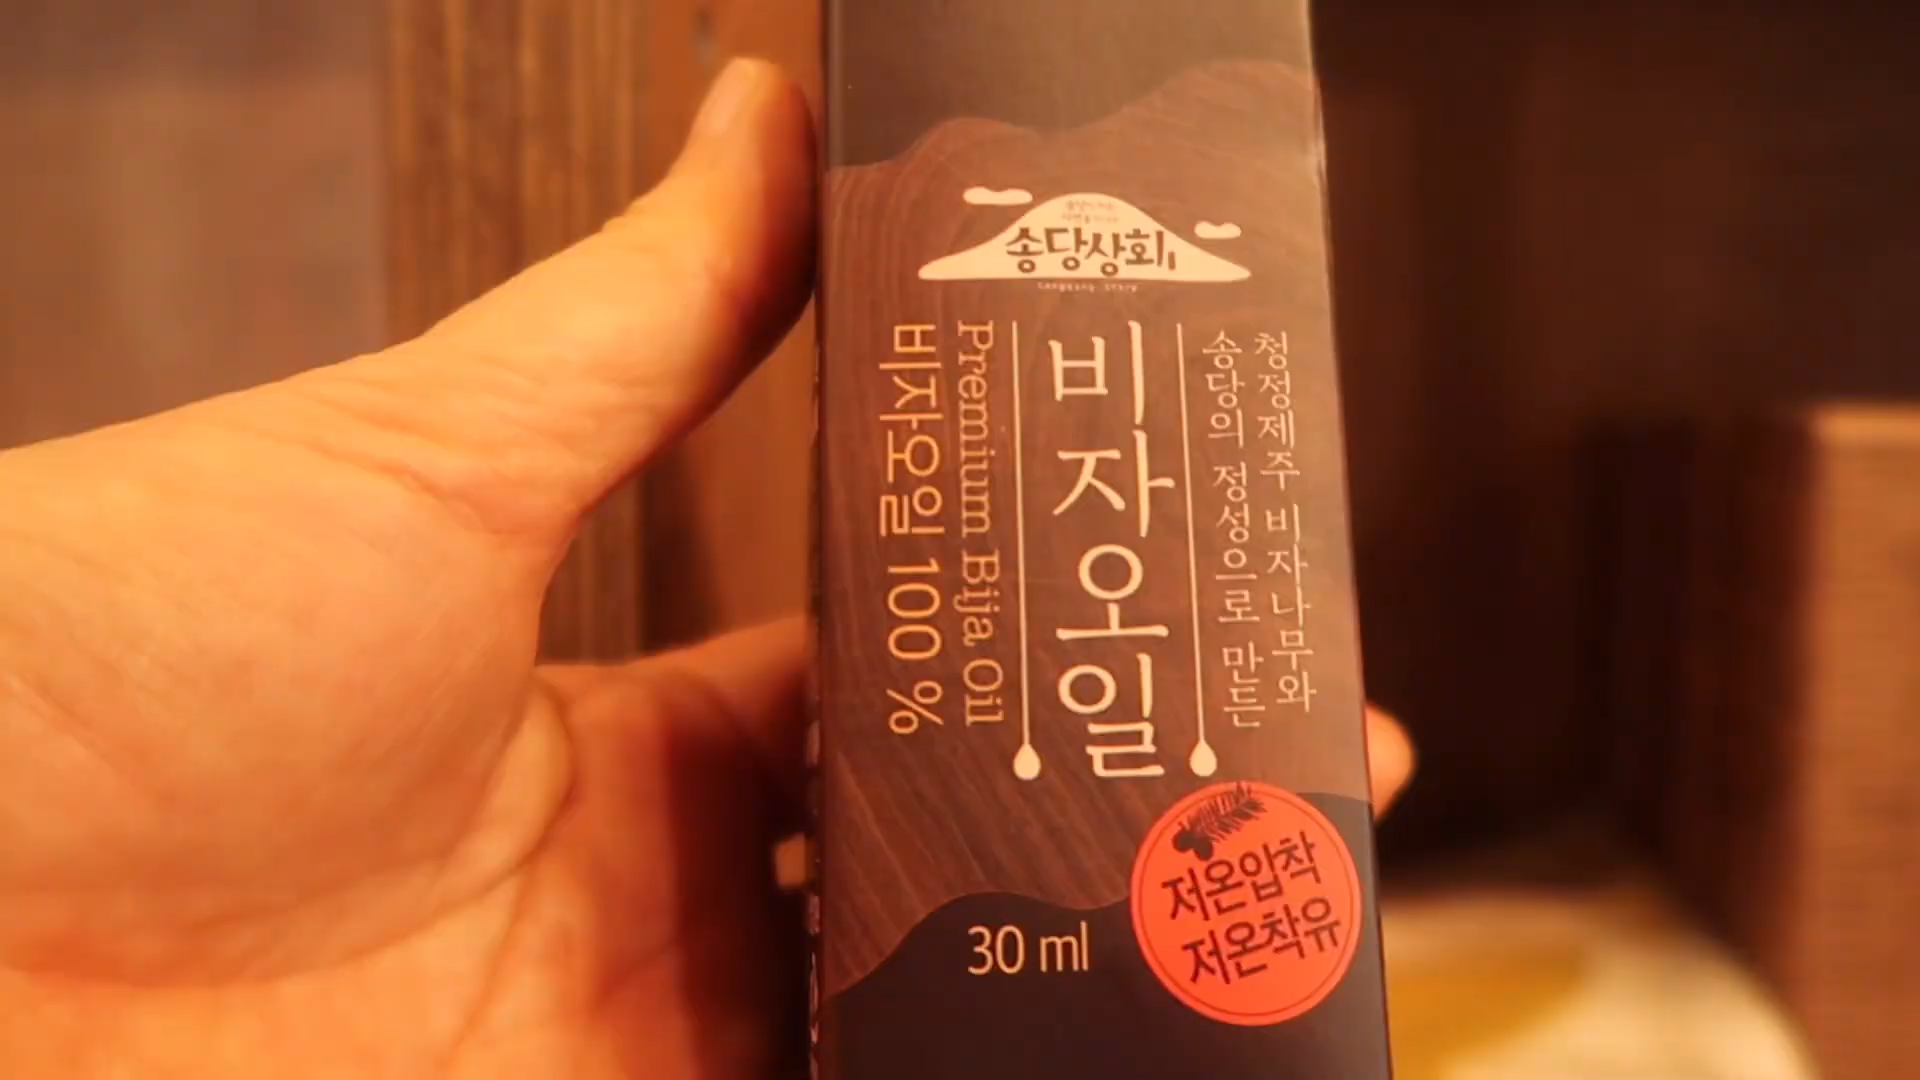 송당상회
청정제주 비자나무와
송당의 정성으로 만든
비자오일
Premium Bija Oil
비자오일 100 %
저온압착
저온착유
30 ml